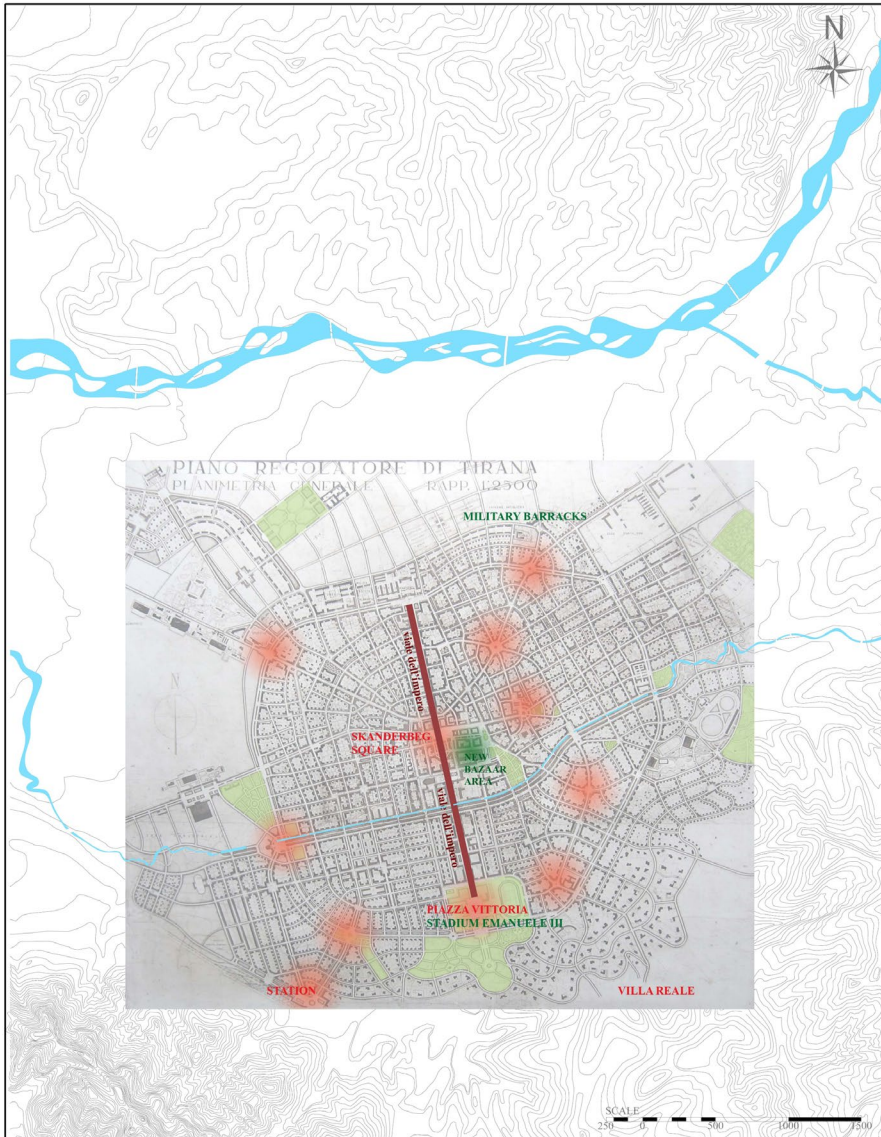 N
PIANO REGOLATORE DI TIRANA
PLANIMETRIA GENERALE RAPP. 1:2500
MILITARY BARRACKS
N
viale dell'impero
SKANDERBEG
SQUARE
NEW
BAZAAR
AREA
viale dell'impero
PIAZZA VITTORIA
STADIUM EMANUELE III
STATION
VILLA REALE
SCALE
250 0 500 1000 1500